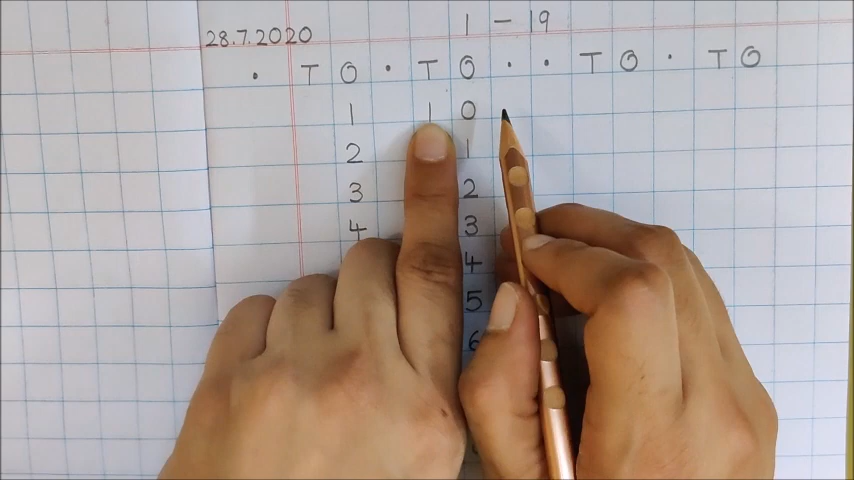 1 – 19
28.7.2020
. T O . T O . . T O . T O
1 1 0
2 1
3 2
4 3
4
5
6